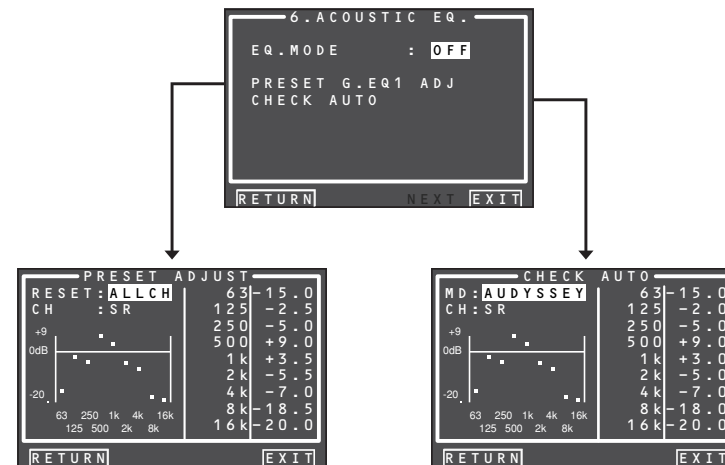 6.ACOUSTIC EQ.
EQ.MODE : OFF
PRESET G.EQ1 ADJ
CHECK AUTO
RETURN NEXT EXIT
PRESET ADJUST
RESET:ALLCH
CH :SR
+9
0dB
-20
63 250 1k 4k 16k
125 500 2k 8k
63 -15.0
125 -2.5
250 -5.0
500 +9.0
1k +3.5
2k -5.5
4k -7.0
8k -18.5
16k -20.0
RETURN EXIT
CHECK AUTO
MD:AUDYSSEY
CH:SR
+9
0dB
-20
63 250 1k 4k 16k
125 500 2k 8k
63 -15.0
125 -2.0
250 -5.0
500 +9.0
1k +3.0
2k -5.0
4k -7.0
8k -18.0
16k -20.0
RETURN EXIT